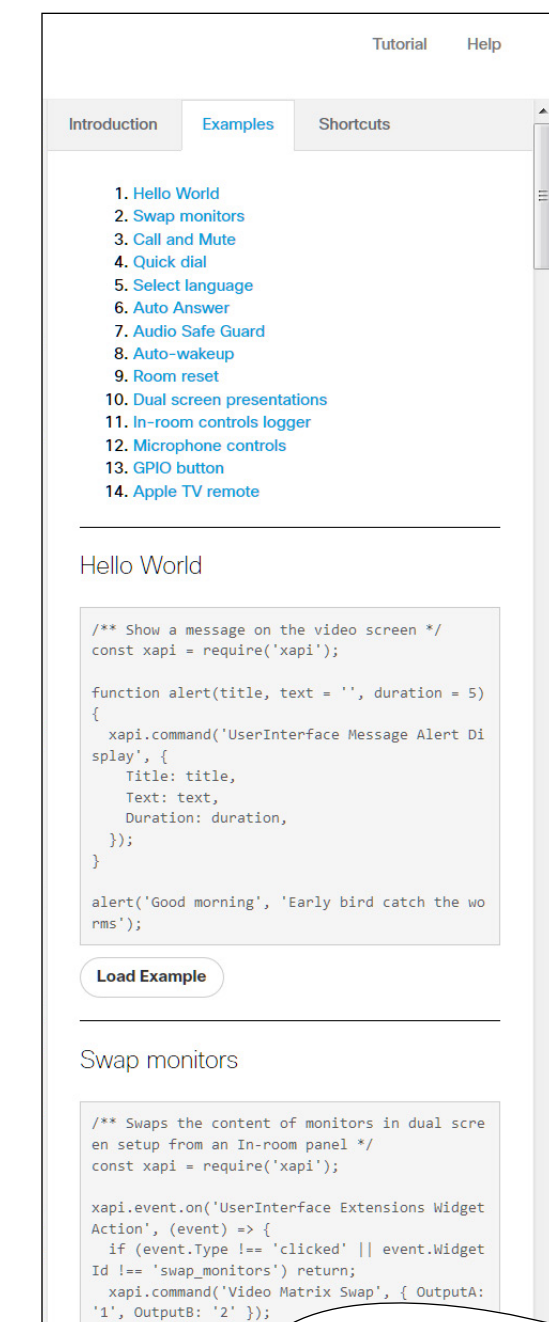 Tutorial Help
Introduction Examples Shortcuts
1. Hello World
2. Swap monitors
3. Call and Mute
4. Quick dial
5. Select language
6. Auto Answer
7. Audio Safe Guard
8. Auto-wakeup
9. Room reset
10. Dual screen presentations
11. In-room controls logger
12. Microphone controls
13. GPIO button
14. Apple TV remote
Hello World
/** Show a message on the video screen */
const xapi = require('xapi');
function alert(title, text = '', duration = 5)
{
xapi.command('UserInterface Message Alert Di
splay', {
Title: title,
Text: text,
Duration: duration,
});
}
alert('Good morning', 'Early bird catch the wo
rms');
Load Example
Swap monitors
/** Swaps the content of monitors in dual scre
en setup from an In-room panel */
const xapi = require('xapi');
xapi.event.on('UserInterface Extensions Widget
Action', (event) => {
if (event.Type !== 'clicked' || event.Widget
Id !== 'swap_monitors') return;
xapi.command('Video Matrix Swap', { OutputA:
'1', OutputB: '2' });